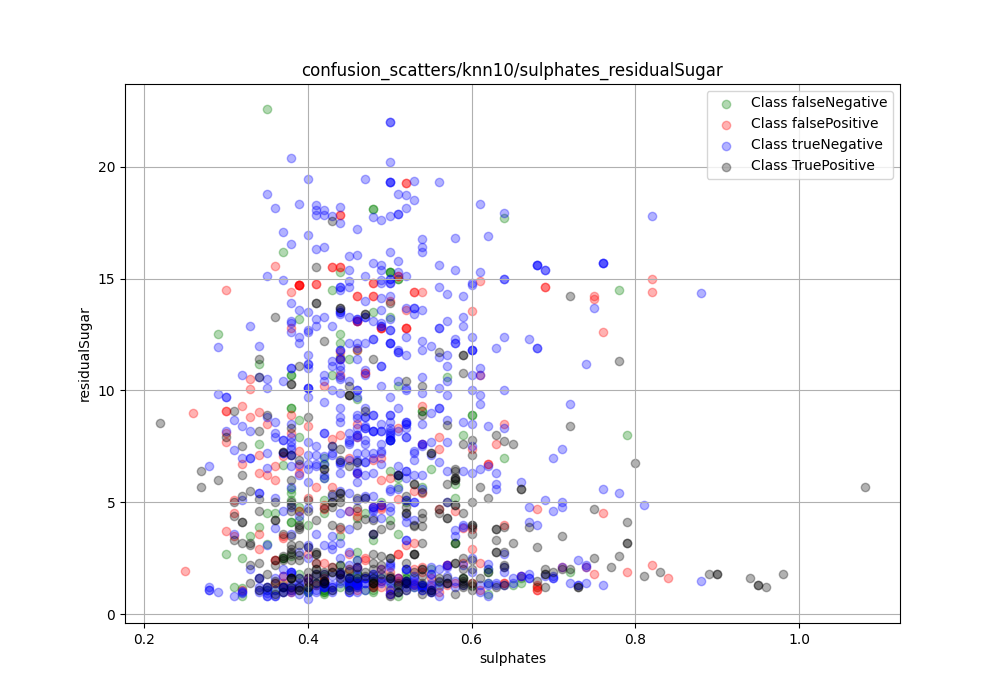 confusion_scatters/knn10/sulphates_residualSugar
Class falseNegative
Class falsePositive
Class trueNegative
Class TruePositive
residualSugar
20
15
10
5
0
0.2 0.4 0.6 0.8 1.0
sulphates